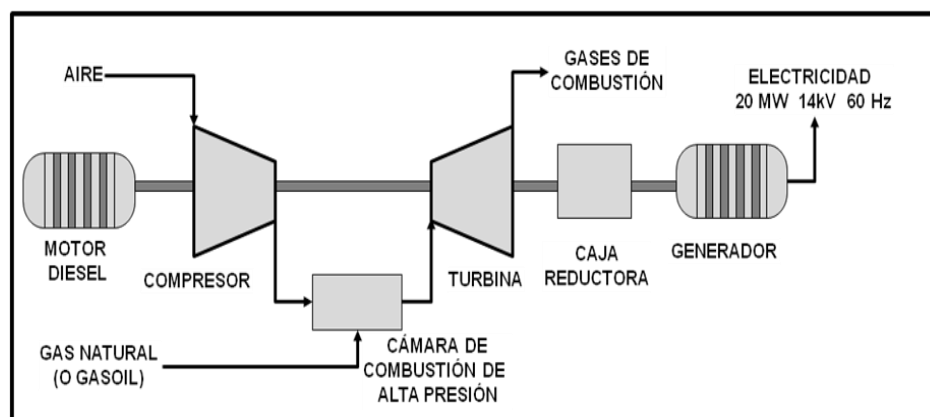 AIRE
GASES DE
COMBUSTIÓN
ELECTRICIDAD
20 MW 14kV 60 Hz
MOTOR
DIESEL
COMPRESOR
TURBINA
CAJA
REDUCTORA
GENERADOR
GAS NATURAL
(O GASOIL)
CÁMARA DE
COMBUSTIÓN DE
ALTA PRESIÓN